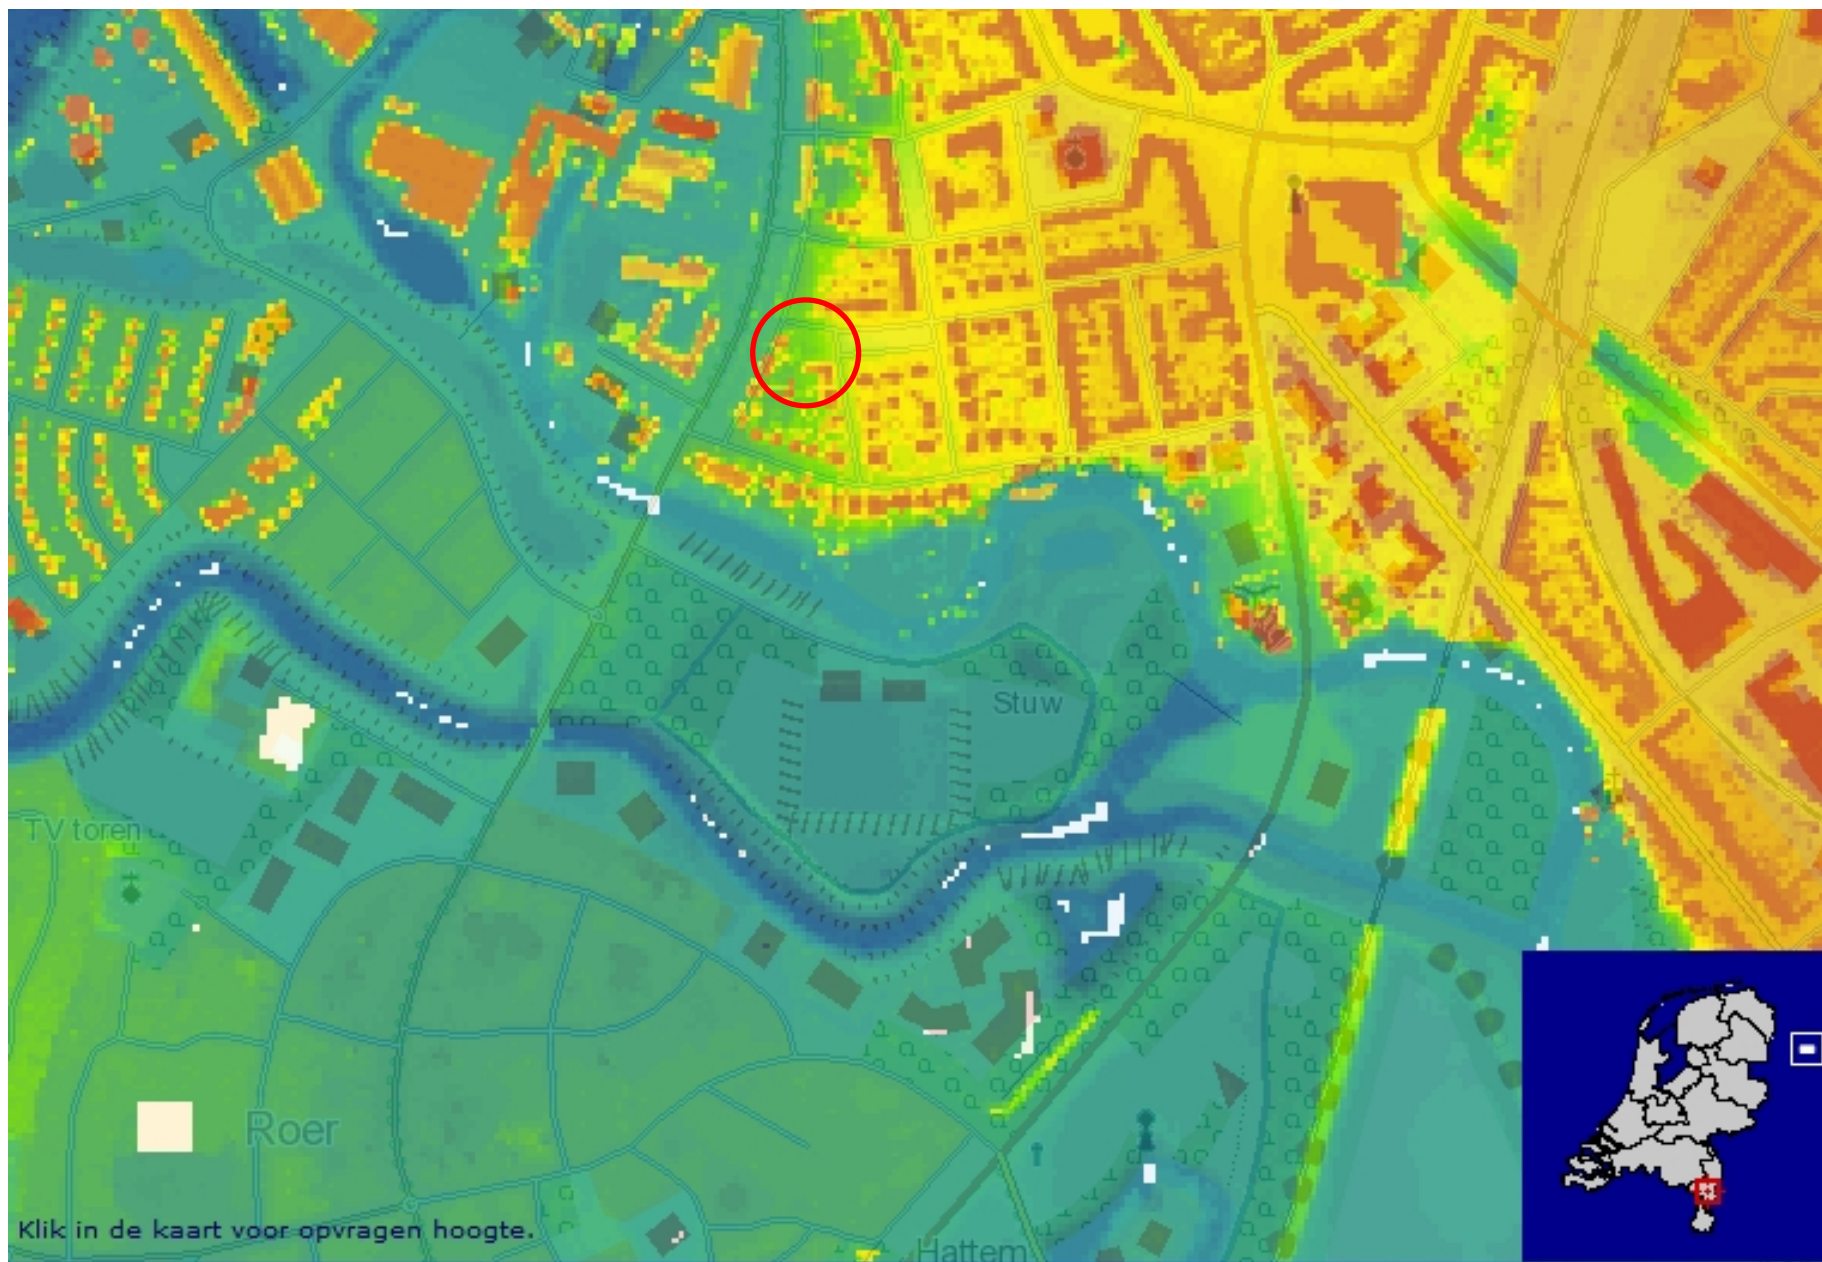 Stuw
TV toren
Roer
Klik in de kaart voor opvragen hoogte.
Hattem